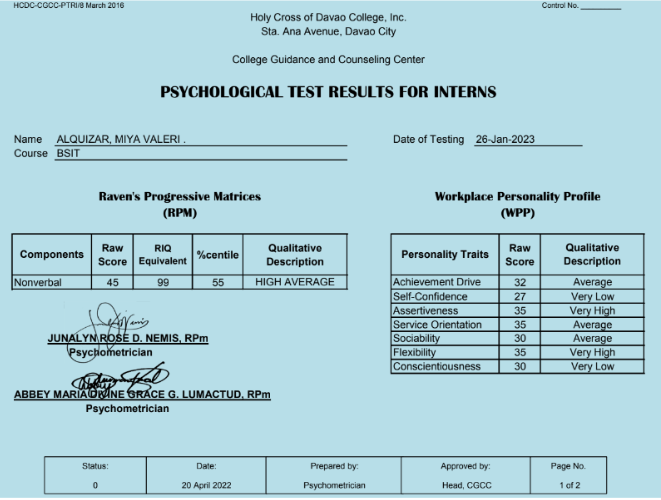 HCDC-CGCC-PTRI/8 March 2016
Control No. ________
Holy Cross of Davao College, Inc.
Sta. Ana Avenue, Davao City
College Guidance and Counseling Center
PSYCHOLOGICAL TEST RESULTS FOR INTERNS
Name ALQUIZAR, MIYA VALERI .
Date of Testing 26-Jan-2023
Course BSIT
Raven's Progressive Matrices
(RPM)
Components Raw Score RIQ Equivalent %centile Qualitative Description
Nonverbal 45 99 55 HIGH AVERAGE
JUNALYN ROSE D. NEMIS, RPm
Psychometrician
ABBEY MARIA DIVINE GRACE G. LUMACTUD, RPm
Psychometrician
Workplace Personality Profile
(WPP)
Personality Traits Raw Score Qualitative Description
Achievement Drive 32 Average
Self-Confidence 27 Very Low
Assertiveness 35 Very High
Service Orientation 35 Average
Sociability 30 Average
Flexibility 35 Very High
Conscientiousness 30 Very Low
Status: Date: Prepared by: Approved by: Page No.
0 20 April 2022 Psychometrician Head, CGCC 1 of 2